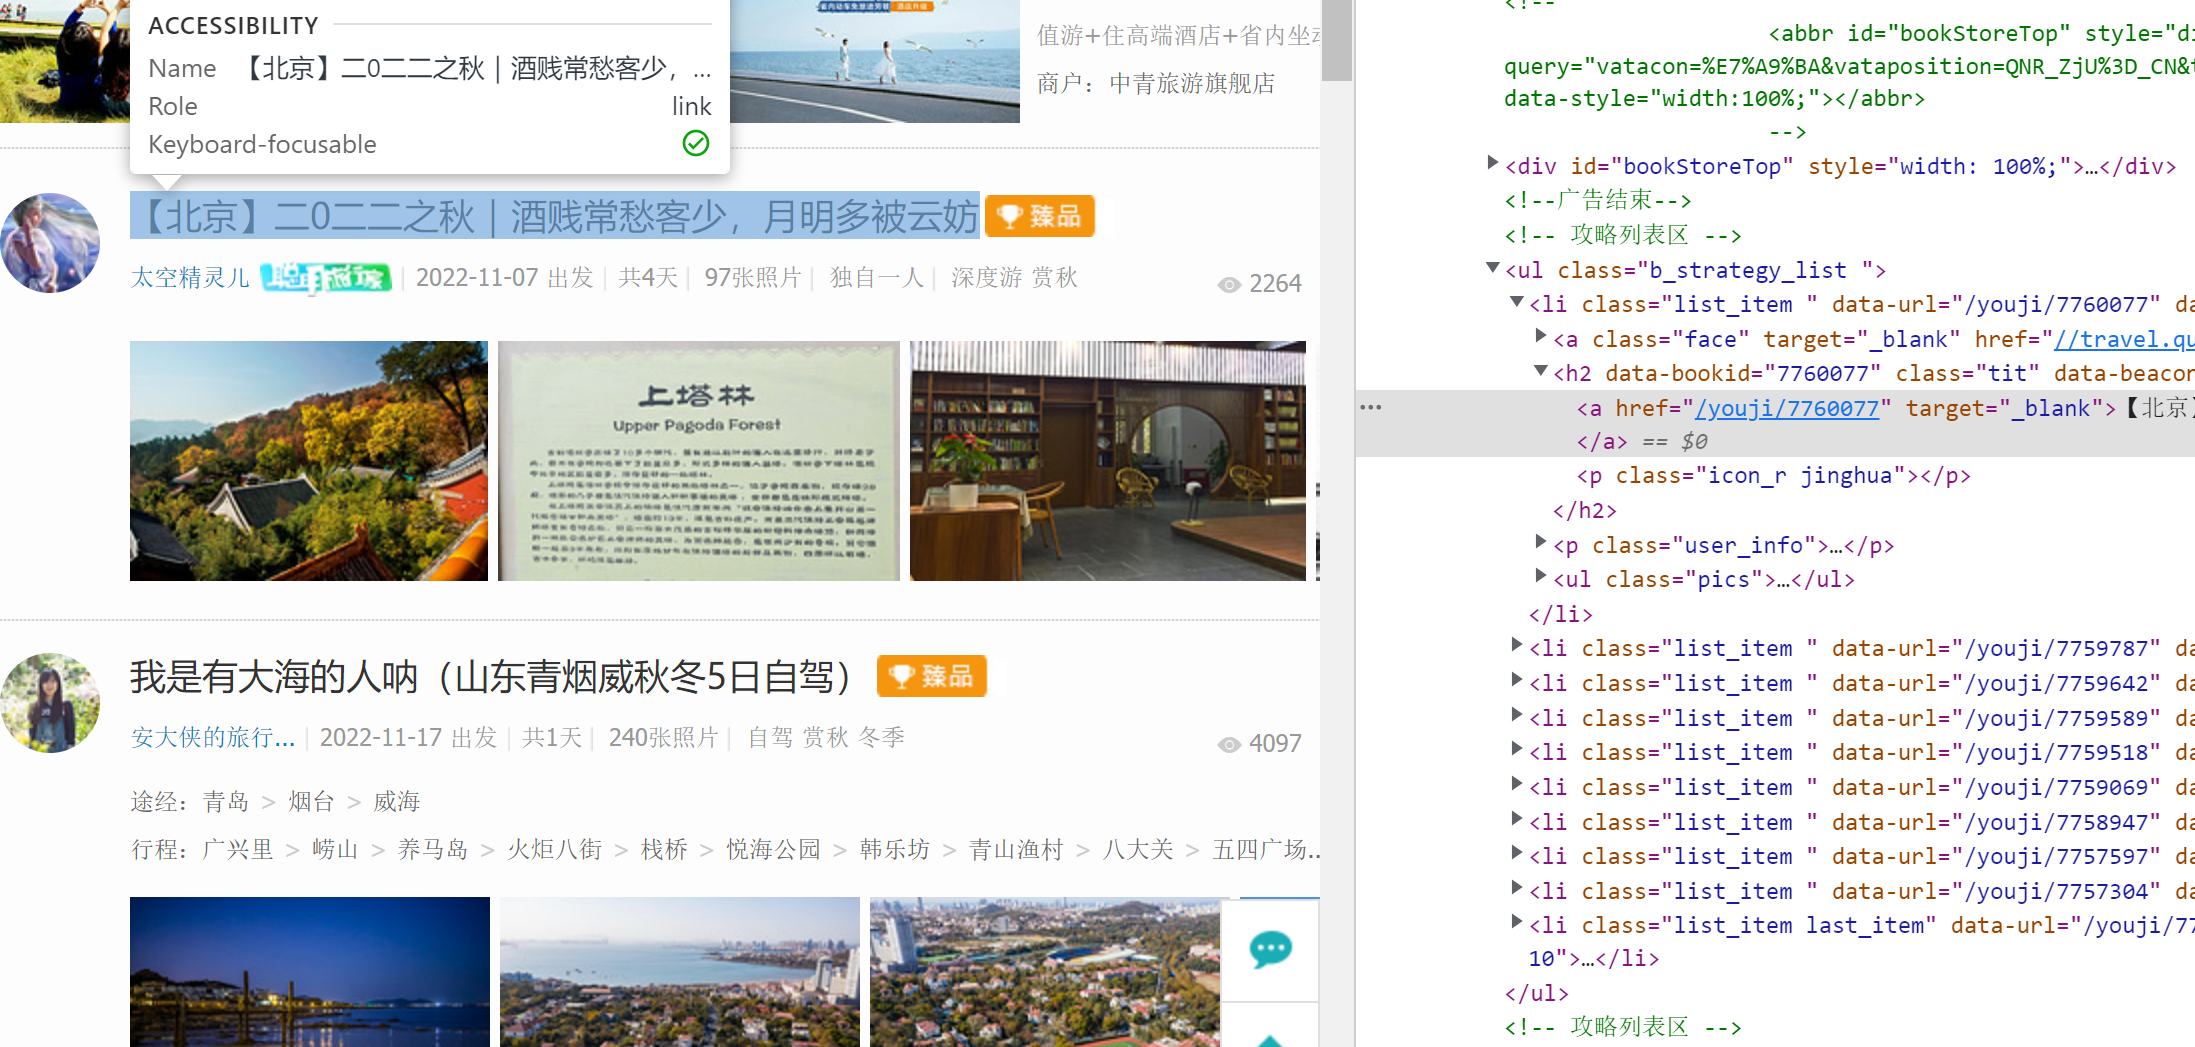 ACCESSIBILITY
Name 【北京】二0二二之秋 | 酒贱常愁客少，...
Role link
Keyboard-focusable
值游+住高端酒店+省内坐
商户：中青旅游旗舰店
【北京】二0二二之秋 | 酒贱常愁客少，月明多被云妨 臻品
太空精灵儿 聪明旅行家 | 2022-11-07 出发 | 共4天 | 97张照片 | 独自一人 | 深度游 赏秋 2264
上塔林
Upper Pagoda Forest
我是有大海的人呐（山东青烟威秋冬5日自驾） 臻品
安大侠的旅行... | 2022-11-17 出发 | 共1天 | 240张照片 | 自驾 赏秋 冬季 4097
途经：青岛 > 烟台 > 威海
行程：广兴里 > 崂山 > 养马岛 > 火炬八街 > 栈桥 > 悦海公园 > 韩乐坊 > 青山渔村 > 八大关 > 五四广场...
<!--
<abbr id="bookStoreTop" style="di
query="vatacon=%E7%A9%BA&vataposition=QNR_ZjU%3D_CN&t
data-style="width:100%;"></abbr>
-->
<div id="bookStoreTop" style="width: 100%;">…</div>
<!--广告结束-->
<!-- 攻略列表区 -->
<ul class="b_strategy_list ">
<li class="list_item " data-url="/youji/7760077" da
<a class="face" target="_blank" href="//travel.qu
<h2 data-bookid="7760077" class="tit" data-beacon
... <a href="/youji/7760077" target="_blank">【北京】
</a> == $0
<p class="icon_r jinghua"></p>
</h2>
<p class="user_info">…</p>
<ul class="pics">…</ul>
</li>
<li class="list_item " data-url="/youji/7759787" da
<li class="list_item " data-url="/youji/7759642" da
<li class="list_item " data-url="/youji/7759589" da
<li class="list_item " data-url="/youji/7759518" da
<li class="list_item " data-url="/youji/7759069" da
<li class="list_item " data-url="/youji/7758947" da
<li class="list_item " data-url="/youji/7757597" da
<li class="list_item " data-url="/youji/7757304" da
<li class="list_item last_item" data-url="/youji/77
10">…</li>
</ul>
<!-- 攻略列表区 -->